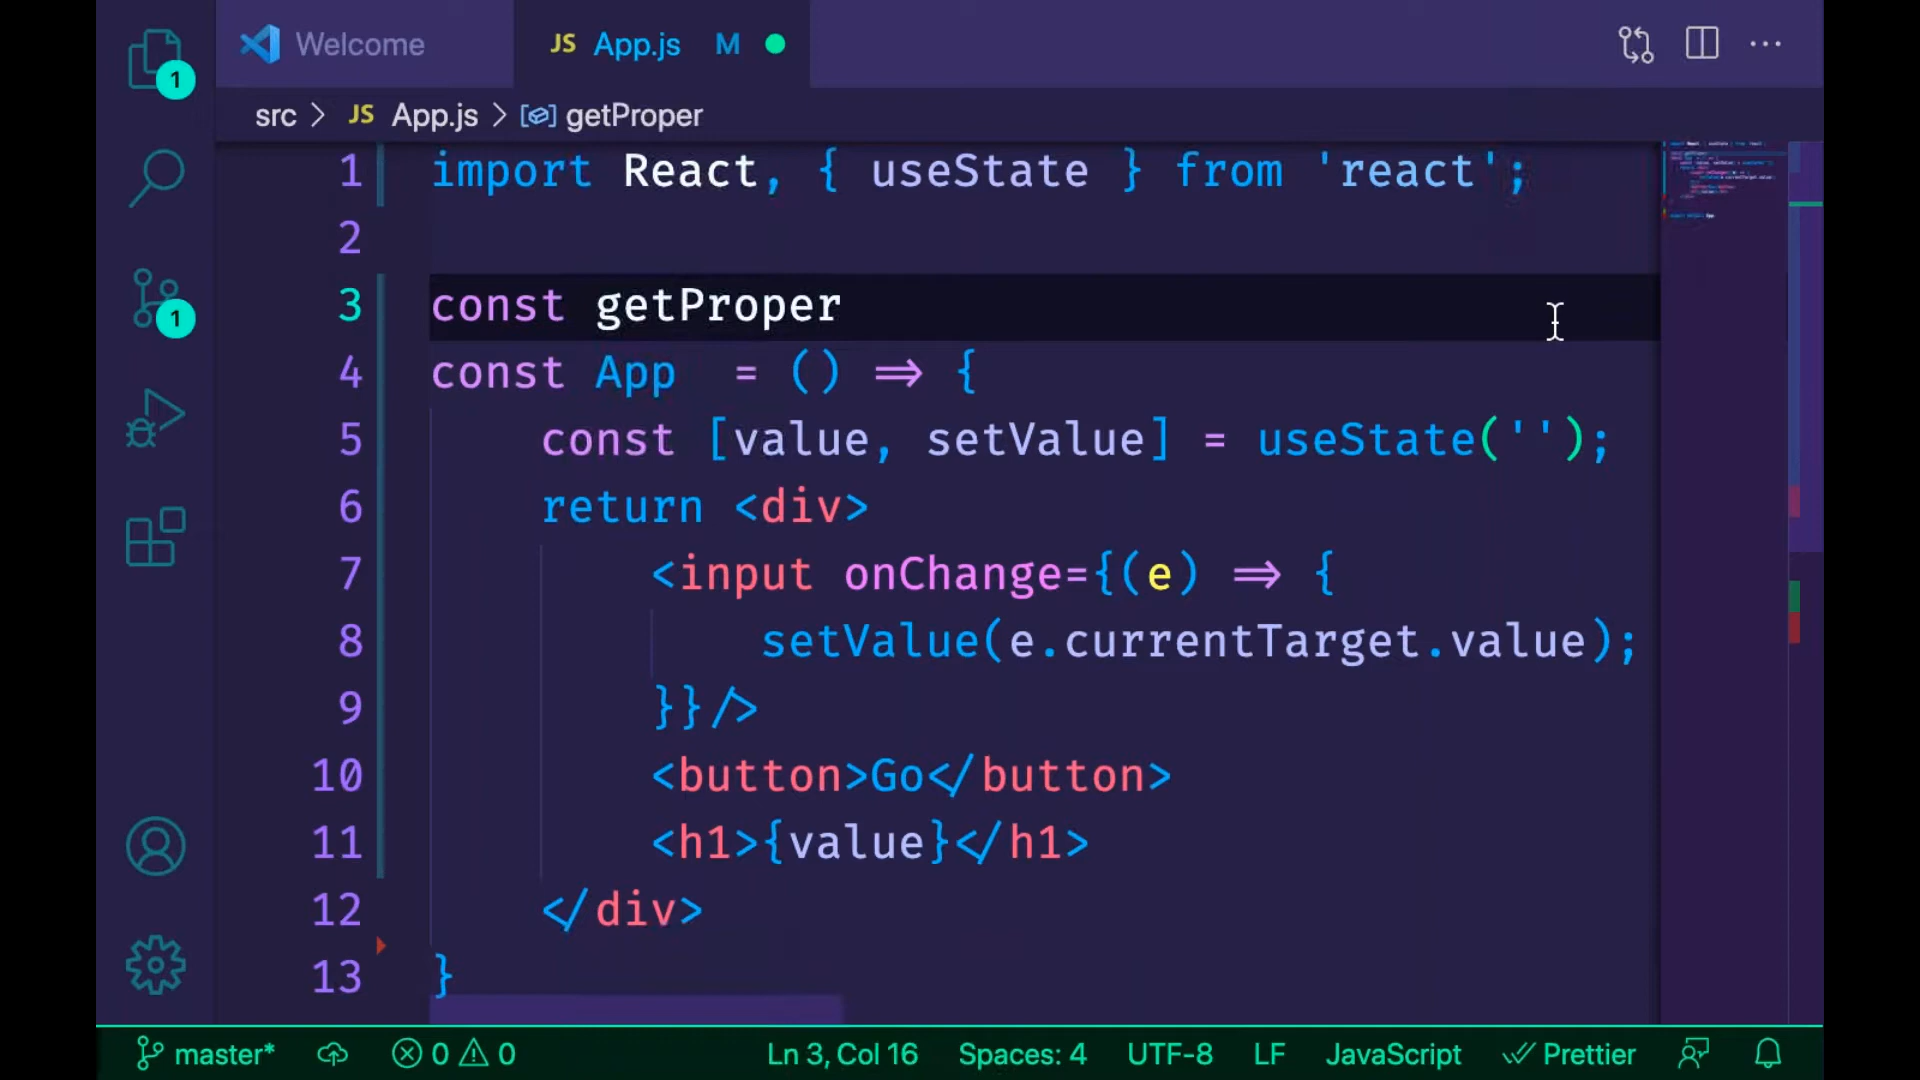 Welcome
JS App.js M
src > JS App.js > getProper
1 import React, { useState } from 'react';
2
3 const getProper
4 const App  = () => {
5 const [value, setValue] = useState('');
6 return <div>
7 <input onChange={(e) => {
8 setValue(e.currentTarget.value);
9 }}/>
10 <button>Go</button>
11 <h1>{value}</h1>
12 </div>
13 }
1
1
master* 0 0 Ln 3, Col 16 Spaces: 4 UTF-8 LF JavaScript Prettier